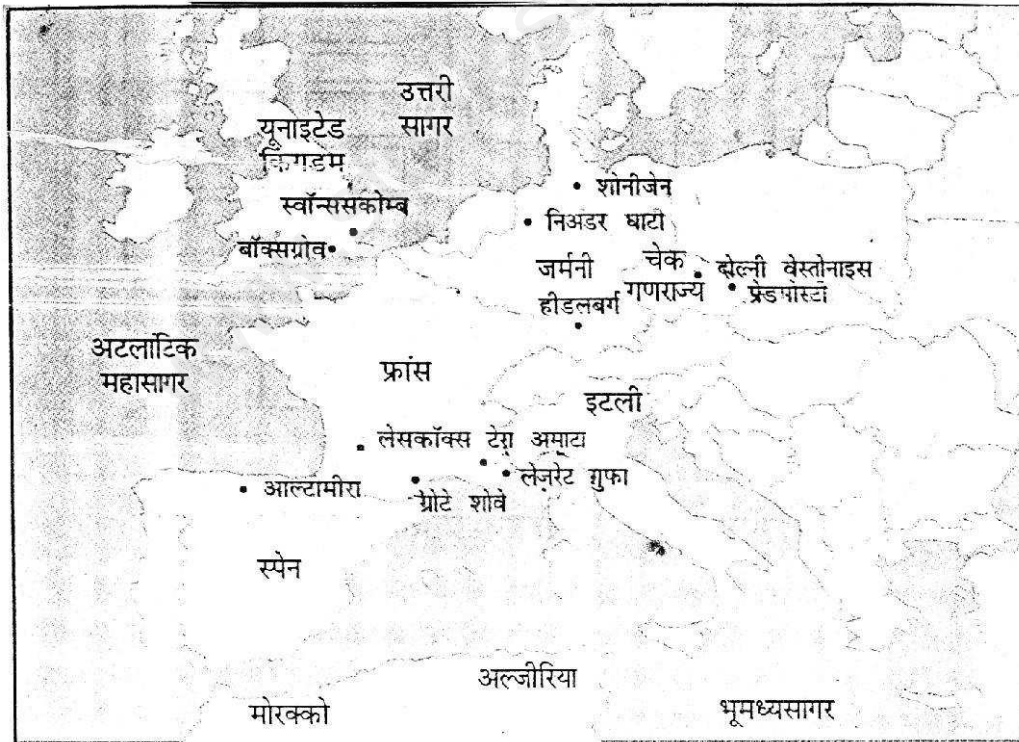 उत्तरी
सागर
यूनाइटेड
किंगडम
शोनीजेन
स्वॉन्सकोम्ब
निअंडर घाटी
बॉक्सग्रोव
जर्मनी
चेक
गणराज्य
दोल्नी वेस्तोनाइस
प्रेडमोस्टी
हीडलबर्ग
अटलांटिक
महासागर
फ्रांस
इटली
लेसकॉक्स
टेरा अमाटा
लेज़रेट गुफा
आल्टामीरा
ग्रोटे शोवे
स्पेन
अल्जीरिया
मोरक्को
भूमध्यसागर